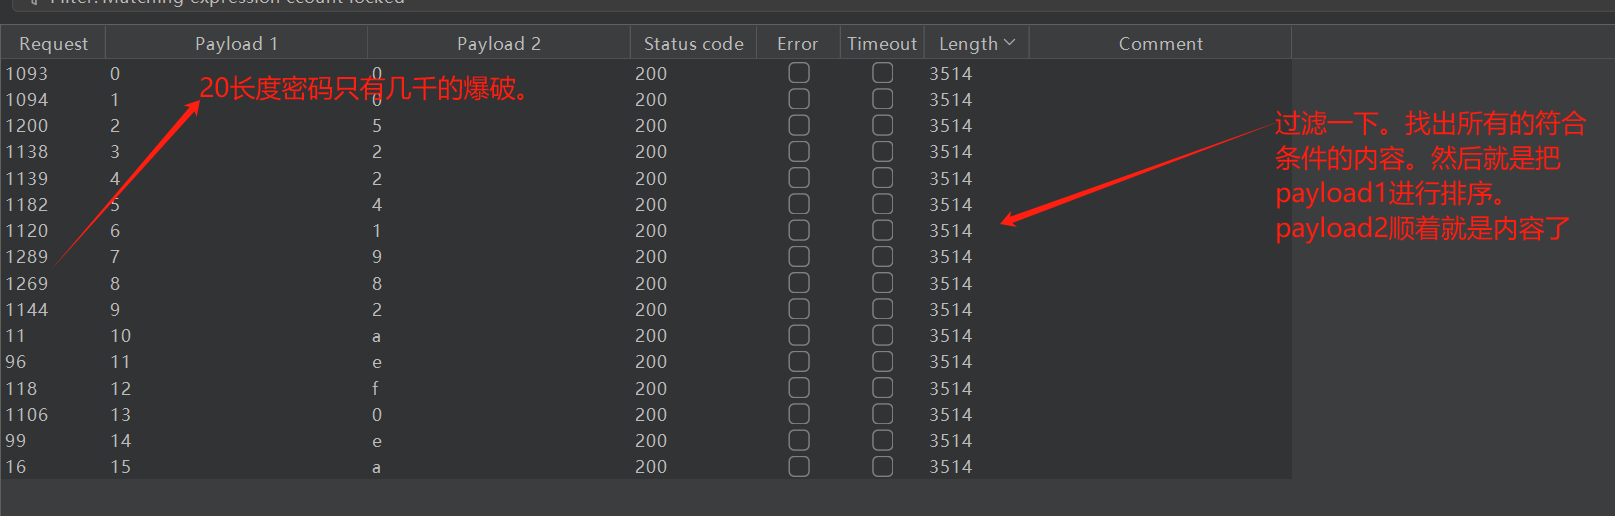 Filter: Matching expression ccount locked
Request Payload 1 Payload 2 Status code Error Timeout Length Comment
1093 0 0 200 3514
20长度密码只有几千的爆破。
1094 1 0 200 3514
1200 2 5 200 3514
1138 3 2 200 3514
1139 4 2 200 3514
1182 5 4 200 3514
1120 6 1 200 3514
1289 7 9 200 3514
1269 8 8 200 3514
1144 9 2 200 3514
11 10 a 200 3514
96 11 e 200 3514
118 12 f 200 3514
1106 13 0 200 3514
99 14 e 200 3514
16 15 a 200 3514
过滤一下。找出所有的符合
条件的内容。然后就是把
payload1进行排序。
payload2顺着就是内容了